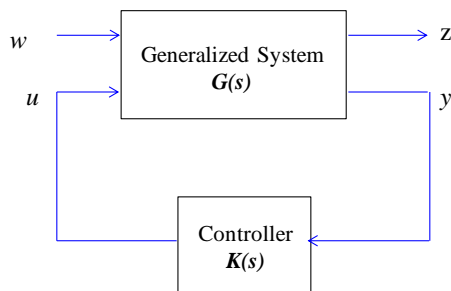 w
Generalized System
G(s)
z
u
y
Controller
K(s)